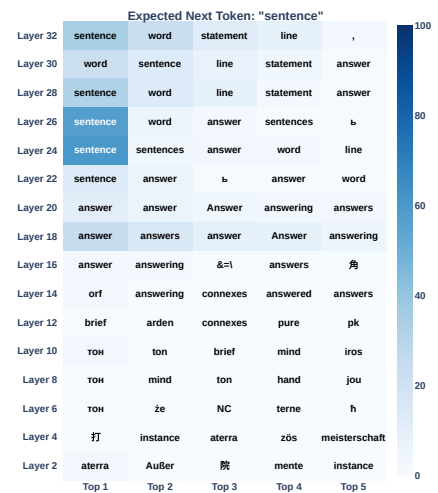 Expected Next Token: "sentence"
Layer 32 sentence word statement line ,
Layer 30 word sentence line statement answer
Layer 28 sentence word line statement answer
Layer 26 sentence word answer sentences ь
Layer 24 sentence sentences answer word line
Layer 22 sentence answer ь answer word
Layer 20 answer answer Answer answering answers
Layer 18 answer answers answer Answer answering
Layer 16 answer answering &=\ answers 角
Layer 14 orf answering connexes answered answers
Layer 12 brief arden connexes pure pk
Layer 10 тон ton brief mind iros
Layer 8 тон mind ton hand jou
Layer 6 тон że NC terne ħ
Layer 4 打 instance aterra zös meisterschaft
Layer 2 aterra Außer 院 mente instance
Top 1 Top 2 Top 3 Top 4 Top 5
100
80
60
40
20
0